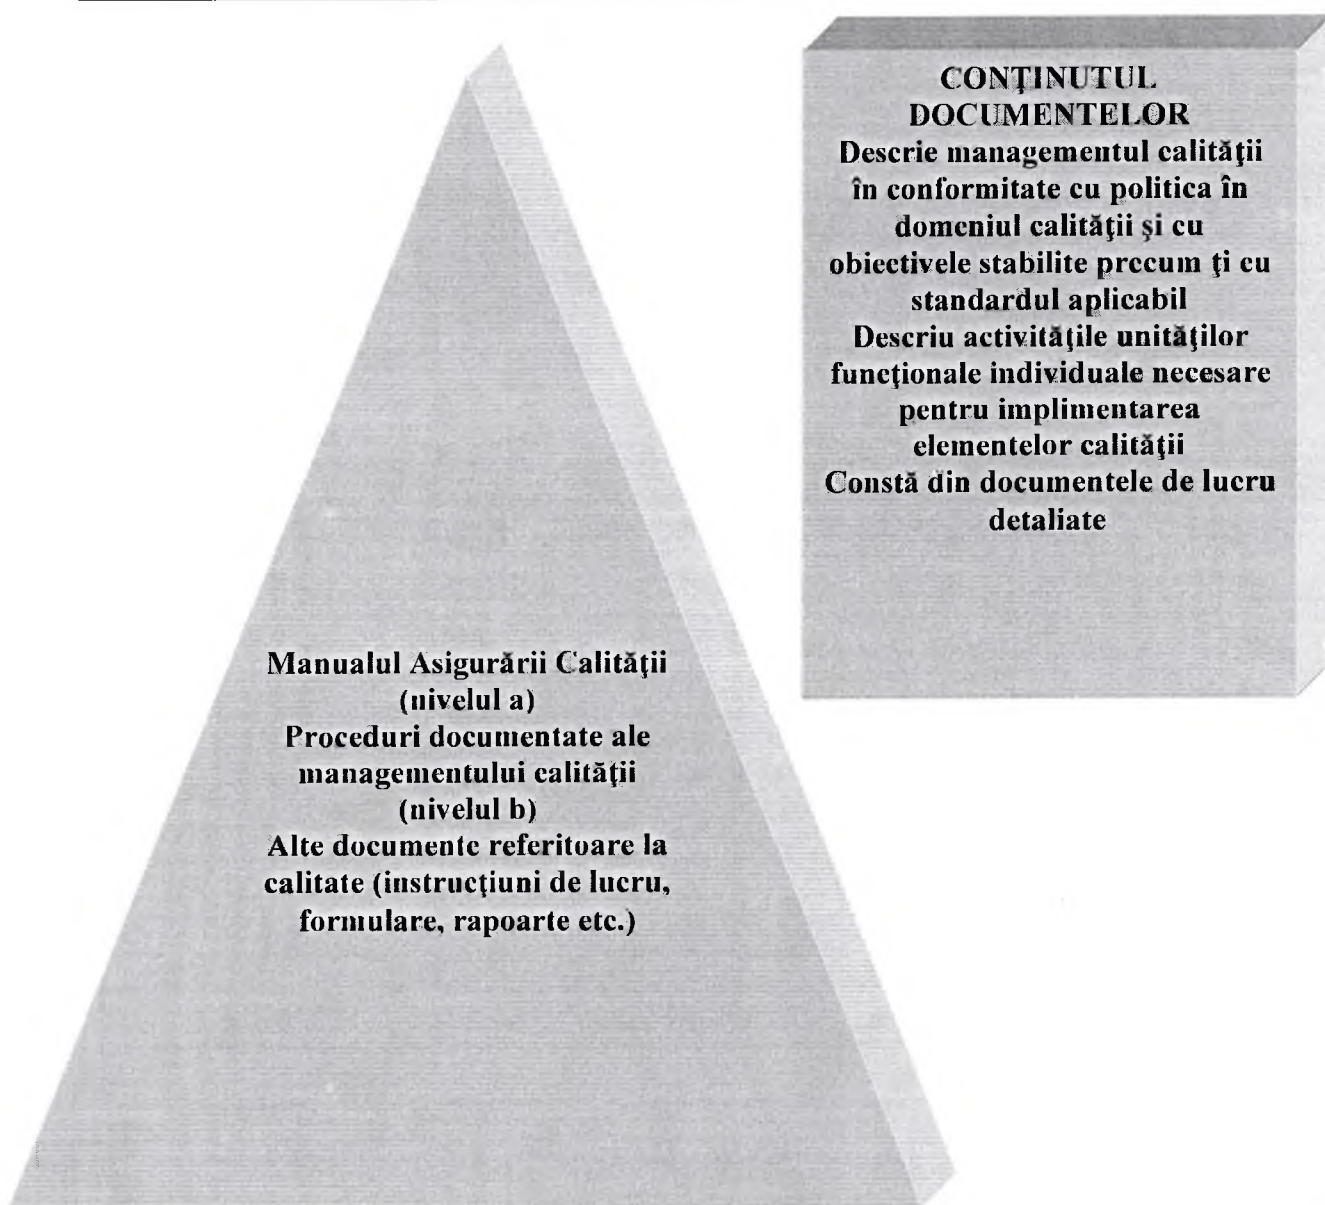 CONŢINUTUL
DOCUMENTELOR
Descrie managementul calităţii
în conformitate cu politica în
domeniul calităţii şi cu
obiectivele stabilite precum ţi cu
standardul aplicabil
Descriu activităţile unităţilor
funcţionale individuale necesare
pentru implimentarea
elementelor calităţii
Constă din documentele de lucru
detaliate
Manualul Asigurării Calităţii
(nivelul a)
Proceduri documentate ale
managementului calităţii
(nivelul b)
Alte documente referitoare la
calitate (instrucţiuni de lucru,
formulare, rapoarte etc.)